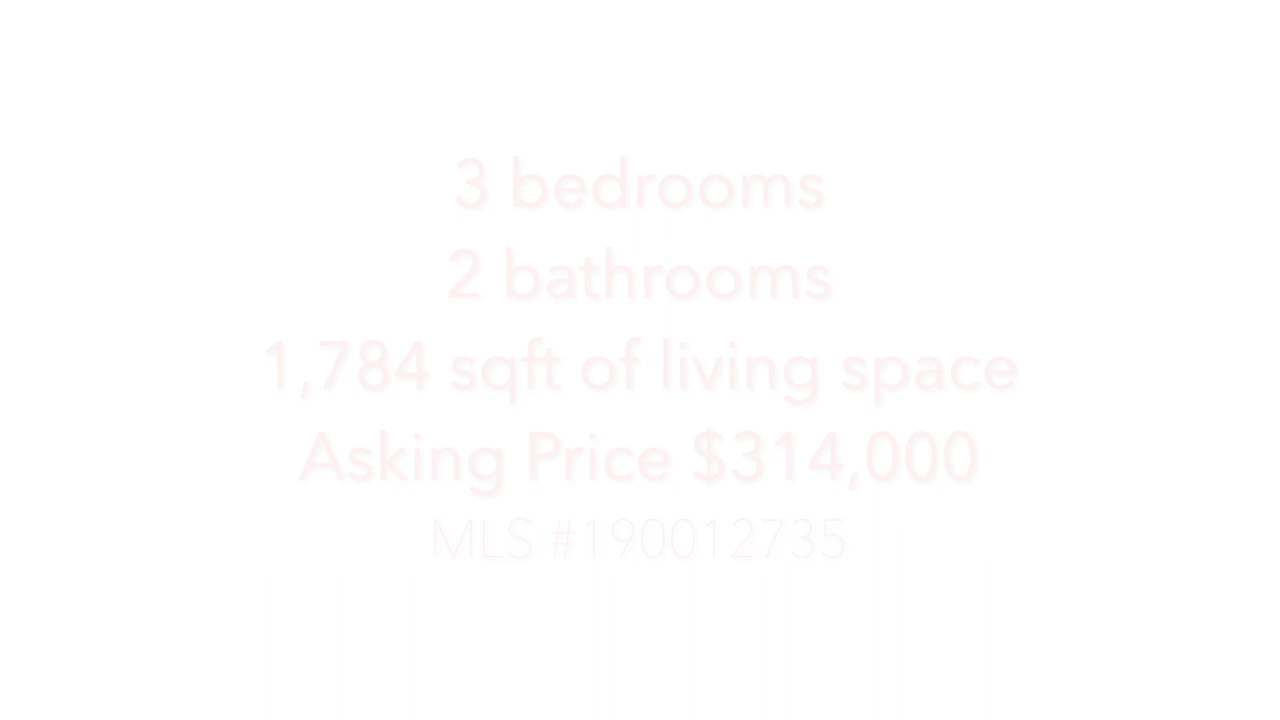 3 bedrooms
2 bathrooms
1,784 sqft of living space
Asking Price $314,000
MLS #190012735